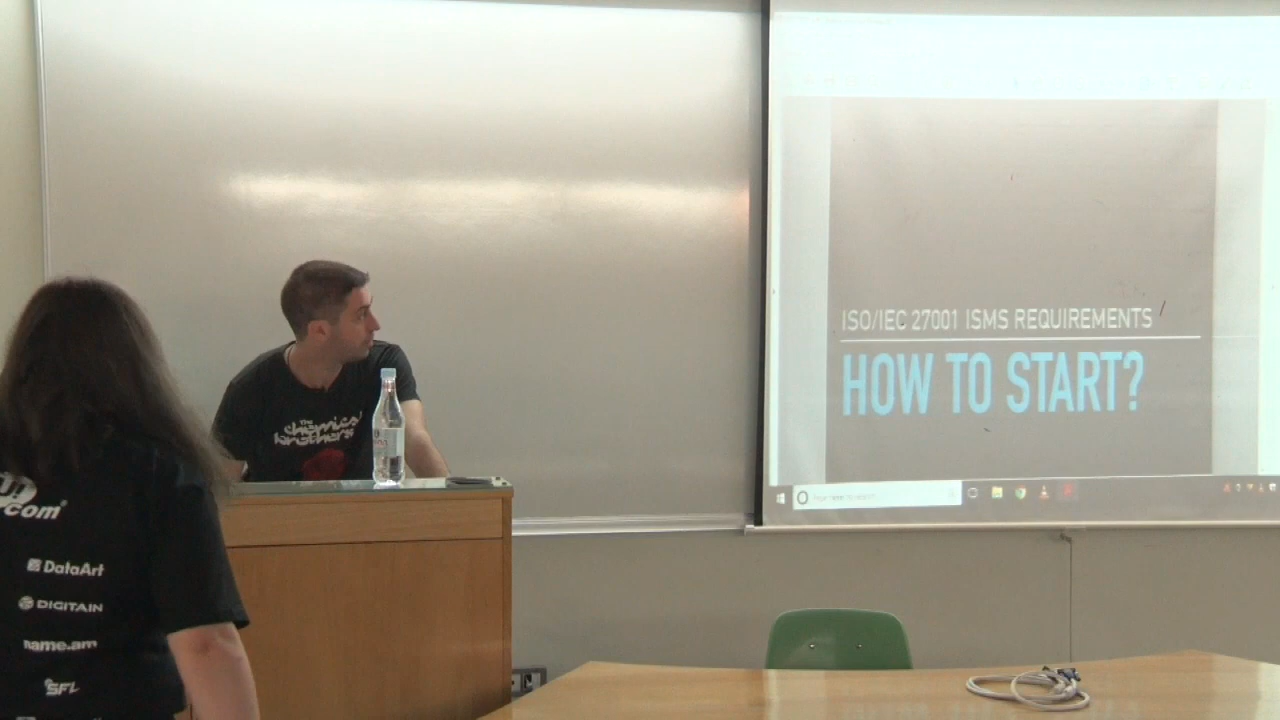 ISO/IEC 27001 ISMS REQUIREMENTS
HOW TO START?
the
chemical
brothers
com®
DataArt
DIGITAIN
name.am
SFL